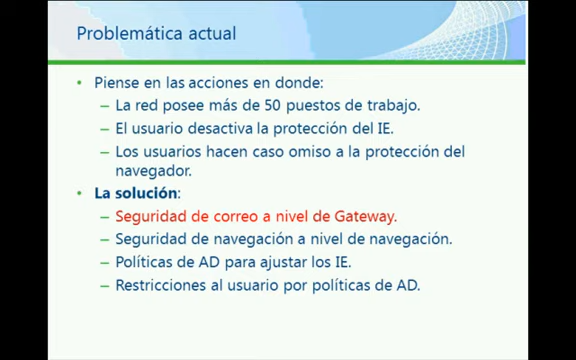 Problemática actual
• Piense en las acciones en donde:
– La red posee más de 50 puestos de trabajo.
– El usuario desactiva la protección del IE.
– Los usuarios hacen caso omiso a la protección del
navegador.
• La solución:
– Seguridad de correo a nivel de Gateway.
– Seguridad de navegación a nivel de navegación.
– Políticas de AD para ajustar los IE.
– Restricciones al usuario por políticas de AD.